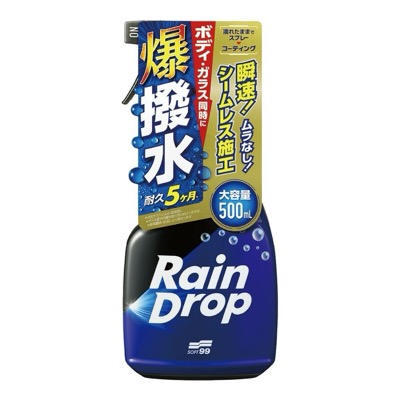 NO
濡れたままで
スプレー
コーティング
ボディ・ガラス同時に
爆
撥水
耐久5ヶ月
瞬速!
ムラなし!
シームレス施工
大容量
500mL
Rain
Drop
SOFT99